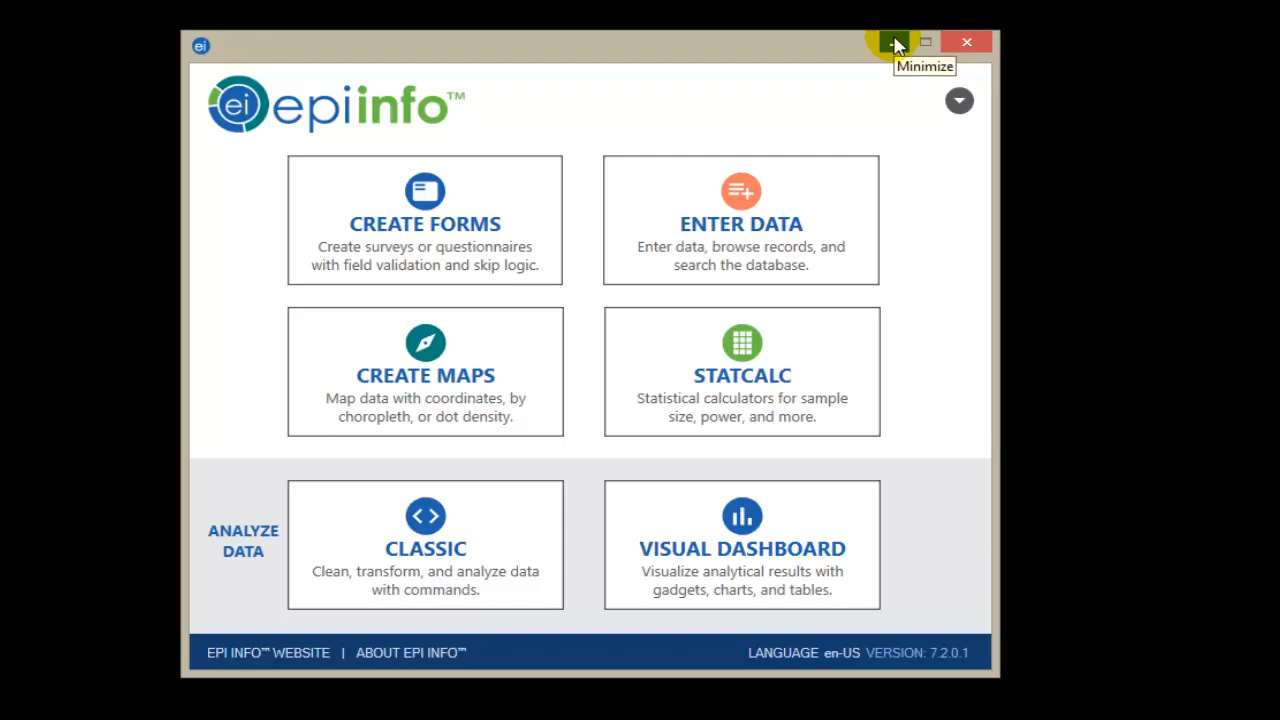 ei
Minimize
ei epiinfo™
CREATE FORMS
Create surveys or questionnaires
with field validation and skip logic.
ENTER DATA
Enter data, browse records, and
search the database.
CREATE MAPS
Map data with coordinates, by
choropleth, or dot density.
STATCALC
Statistical calculators for sample
size, power, and more.
ANALYZE
DATA
CLASSIC
Clean, transform, and analyze data
with commands.
VISUAL DASHBOARD
Visualize analytical results with
gadgets, charts, and tables.
EPI INFO™ WEBSITE | ABOUT EPI INFO™
LANGUAGE en-US VERSION: 7.2.0.1